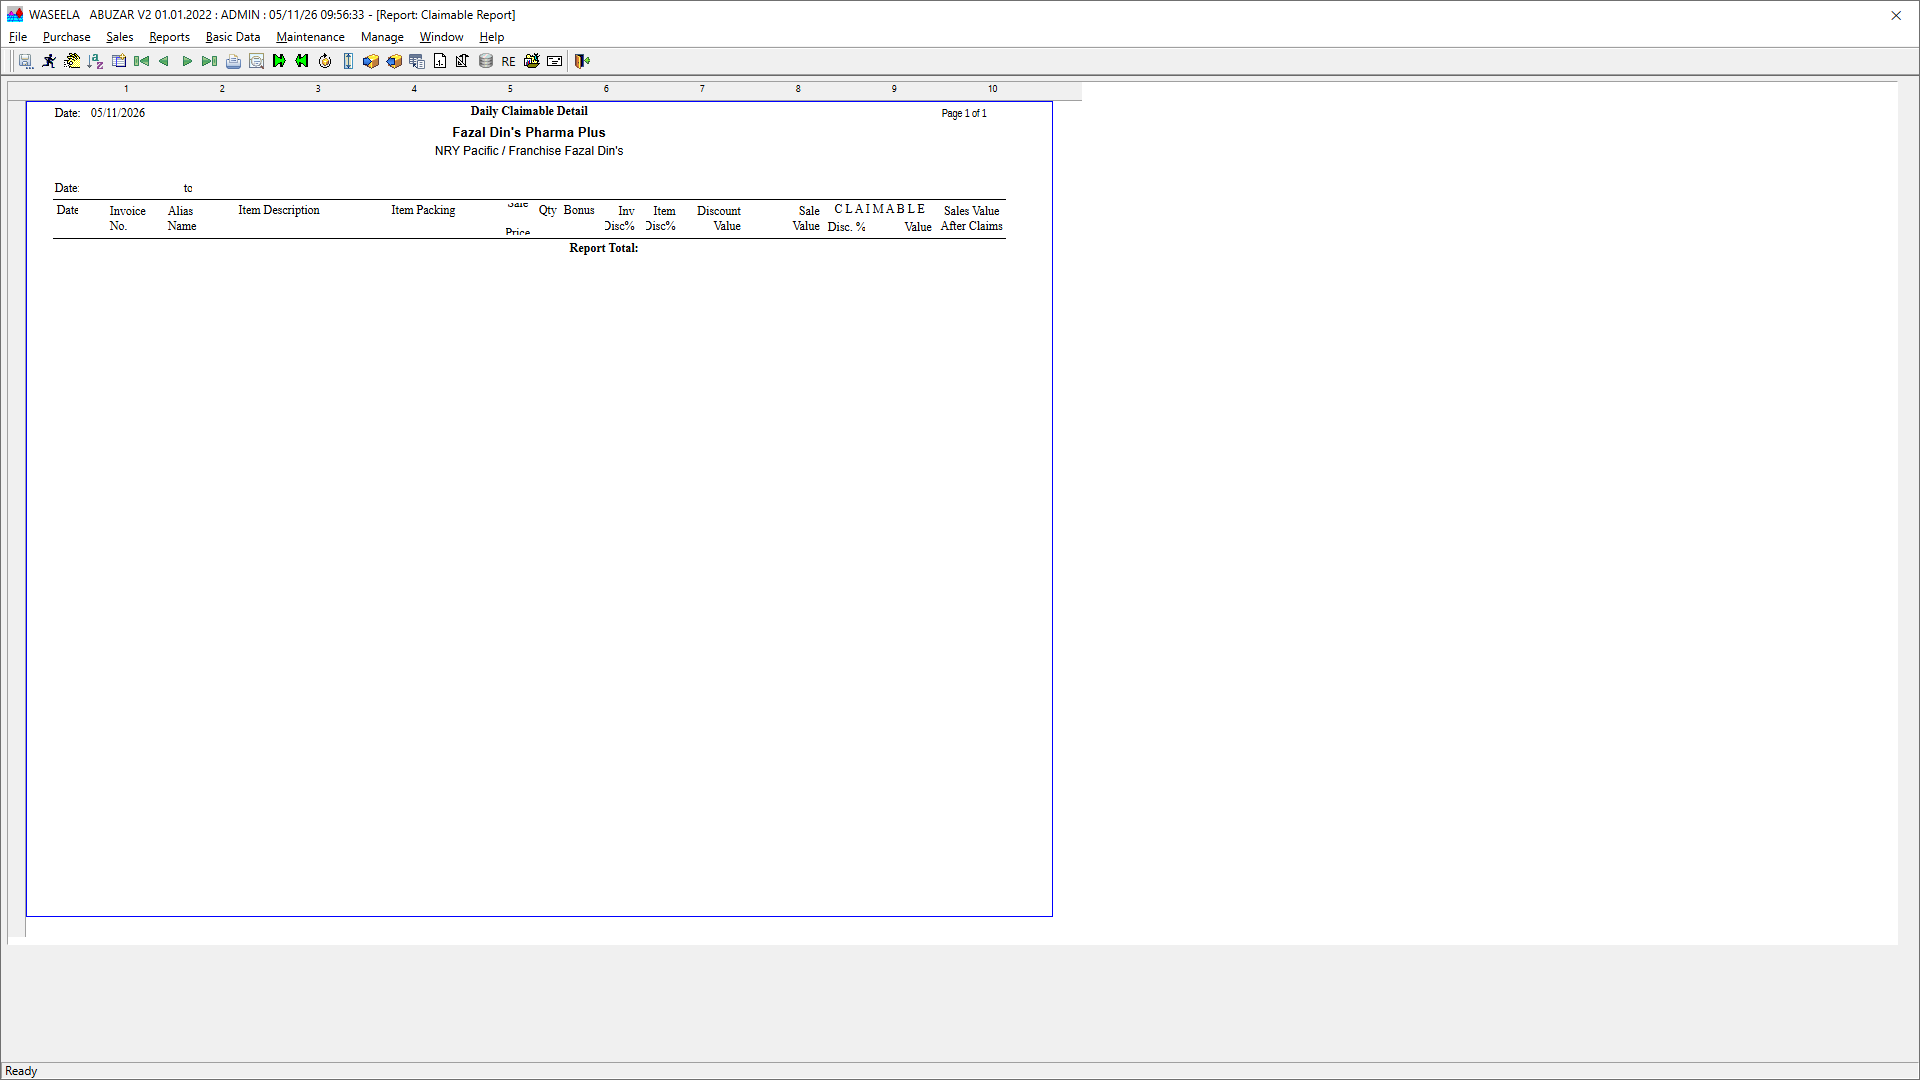 WASEELA   ABUZAR V2 01.01.2022 : ADMIN : 05/11/26 09:56:33 - [Report: Claimable Report]
File Purchase Sales Reports Basic Data Maintenance Manage Window Help
RE
1 2 3 4 5 6 7 8 9 10
Date: 05/11/2026 Daily Claimable Detail Page 1 of 1
Fazal Din's Pharma Plus
NRY Pacific / Franchise Fazal Din's
Date: to
Date Invoice Alias Item Description Item Packing Sale Qty Bonus Inv Item Discount Sale CLAIMABLE Sales Value
No. Name Price Disc% Disc% Value Value Disc. % Value After Claims
Report Total:
Ready